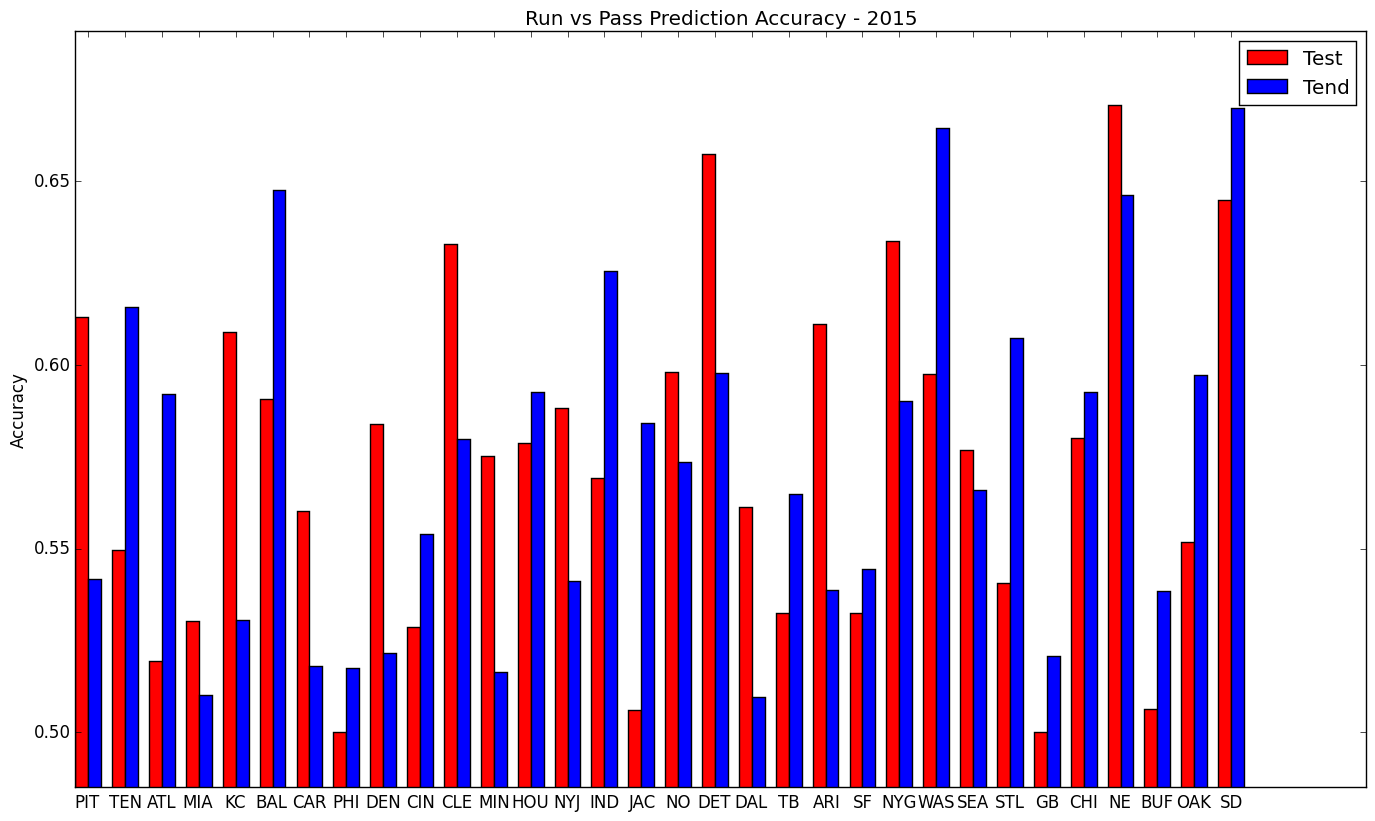 Run vs Pass Prediction Accuracy - 2015
Test
Tend
0.65
0.60
0.55
0.50
Accuracy
PIT TEN ATL MIA KC BAL CAR PHI DEN CIN CLE MIN HOU NYJ IND JAC NO DET DAL TB ARI SF NYG WAS SEA STL GB CHI NE BUF OAK SD